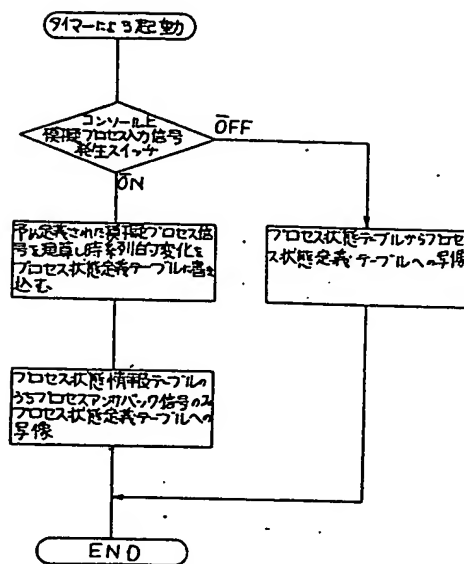 タイマーによる起動
コンソール上
模擬プロセス入力信号
発生スイッチ
OFF
ON
予め定義された模擬プロセス信
号を演算し時系列的変化を
プロセス状態定義テーブルに書き
込む
プロセス状態テーブルからプロセ
ス状態定義テーブルへの写像
プロセス状態情報テーブルの
うちプロセスアンサバック信号のみ
プロセス状態定義テーブルへの
写像
END